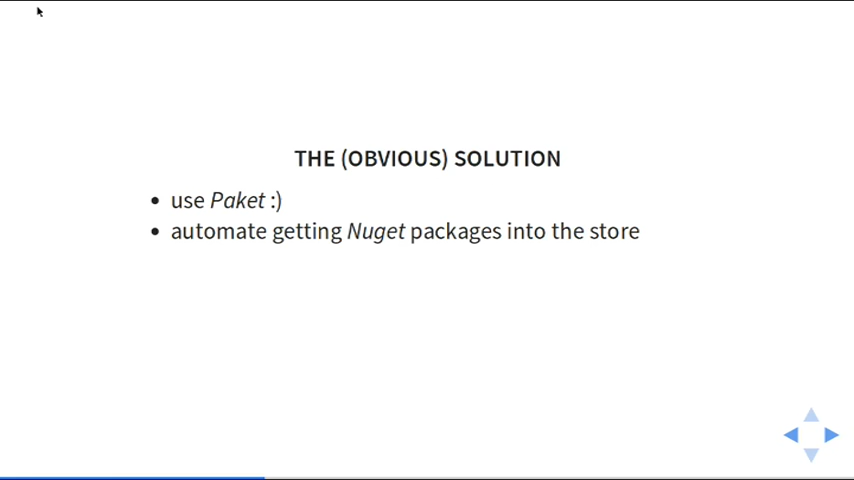 THE (OBVIOUS) SOLUTION
• use Paket :)
• automate getting Nuget packages into the store